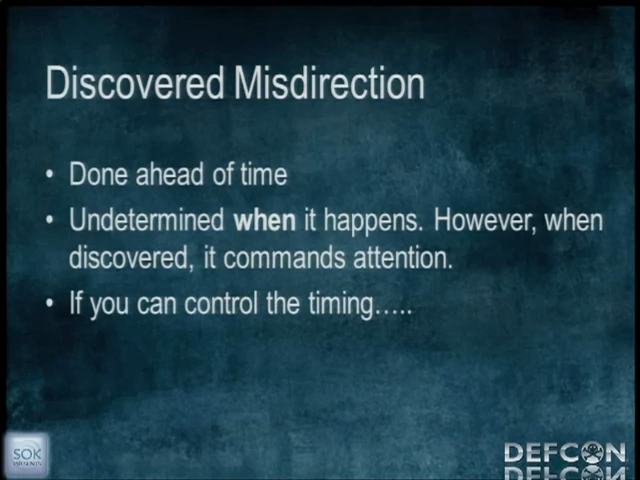 Discovered Misdirection
• Done ahead of time
• Undetermined when it happens. However, when
discovered, it commands attention.
• If you can control the timing…..
SOK
DEFCON